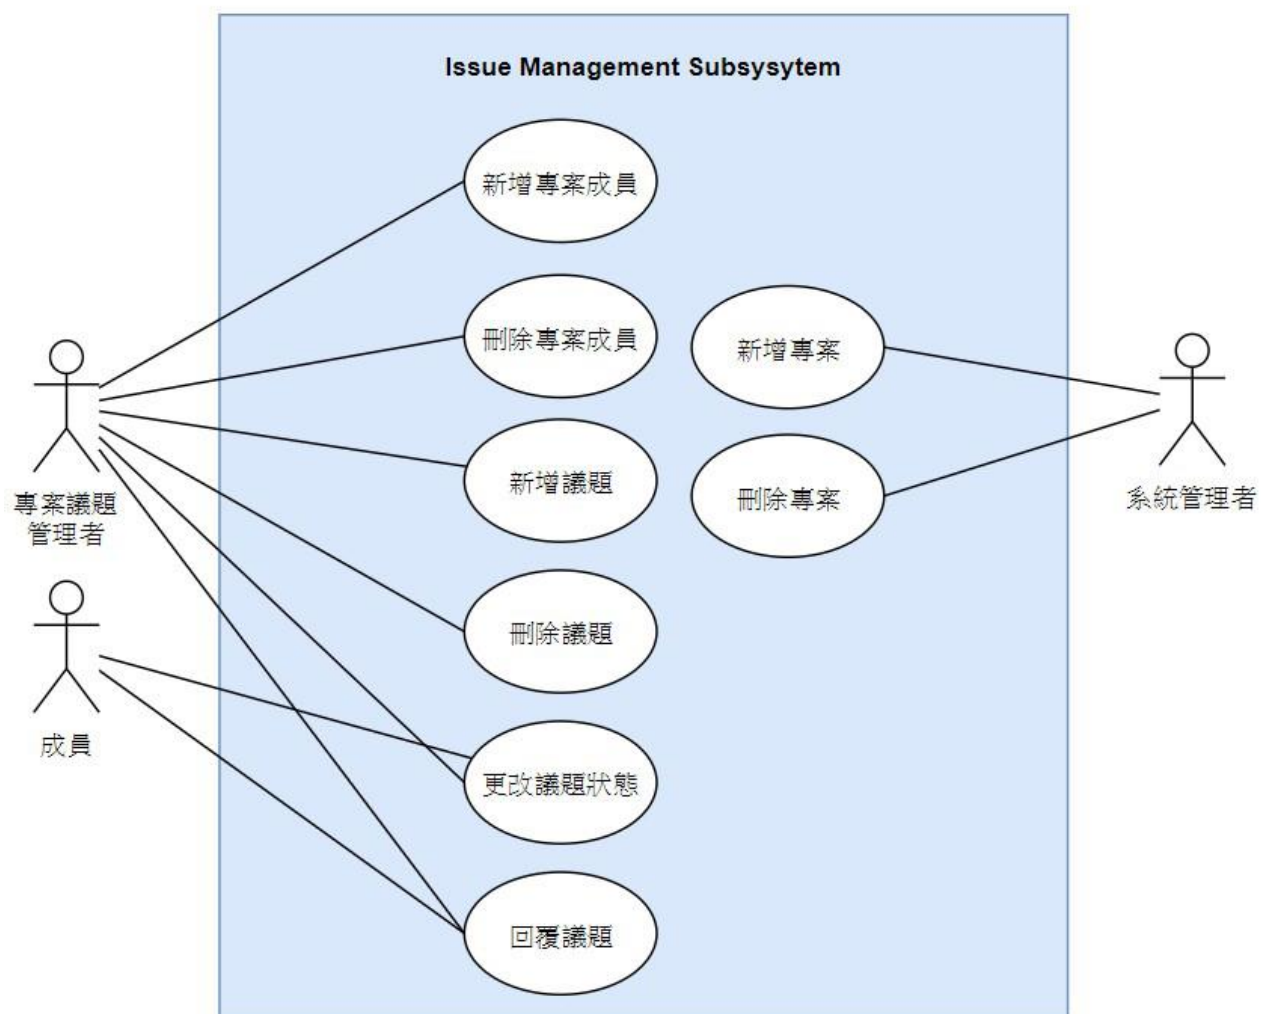 Issue Management Subsysytem
新增專案成員
刪除專案成員
新增專案
新增議題
刪除專案
專案議題
管理者
系統管理者
刪除議題
成員
更改議題狀態
回覆議題